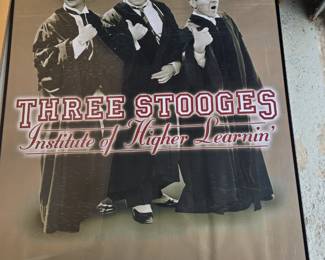 THREE STOOGES
Institute of Higher Learnin'